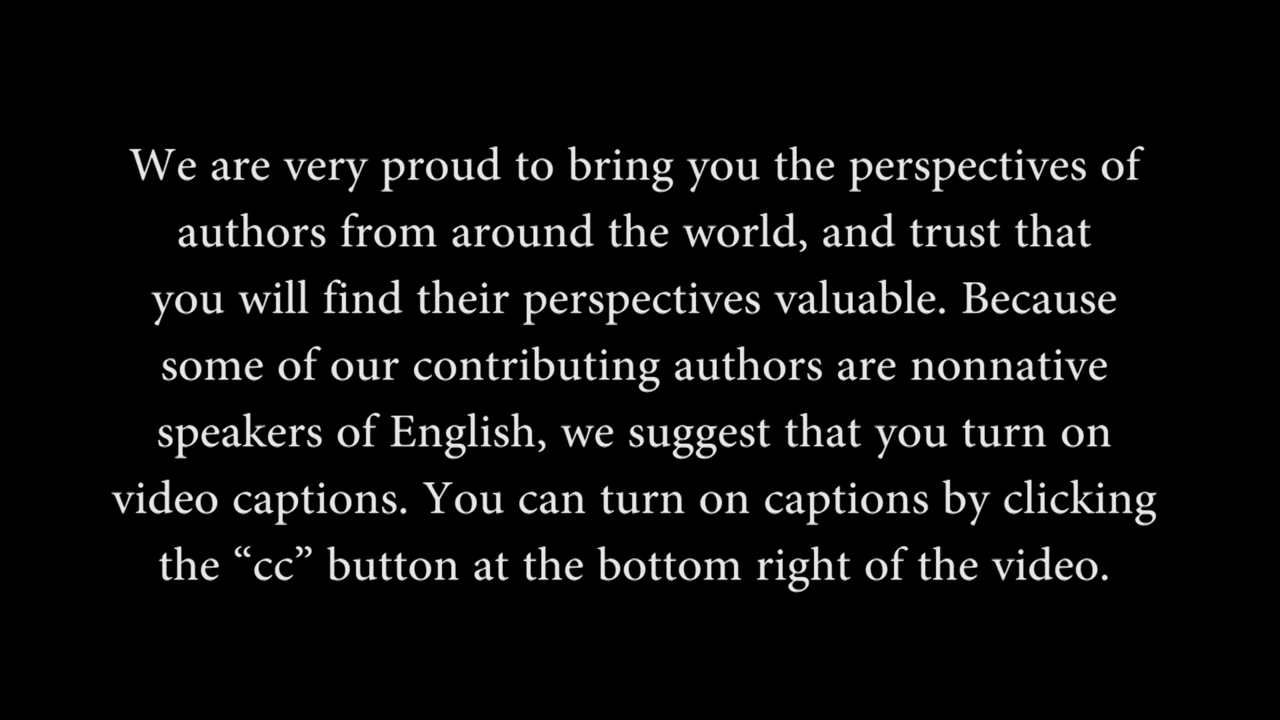 We are very proud to bring you the perspectives of
authors from around the world, and trust that
you will find their perspectives valuable. Because
some of our contributing authors are nonnative
speakers of English, we suggest that you turn on
video captions. You can turn on captions by clicking
the “cc” button at the bottom right of the video.